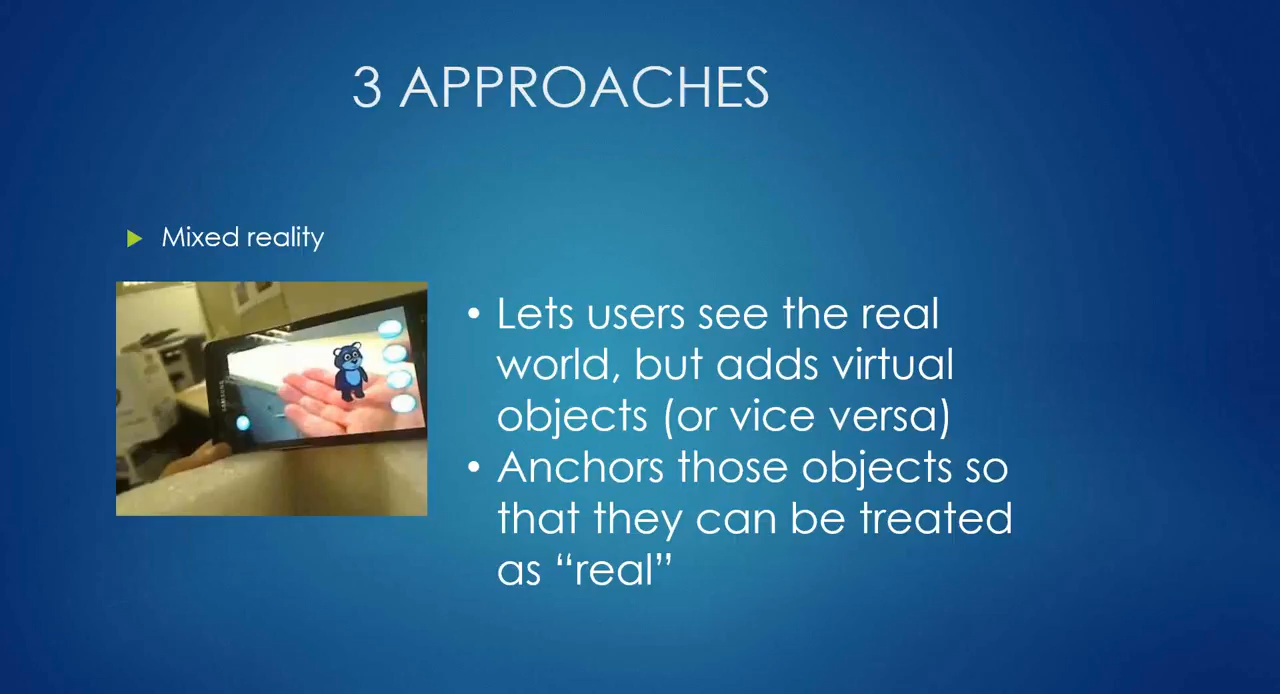 3 APPROACHES
Mixed reality
• Lets users see the real
world, but adds virtual
objects (or vice versa)
• Anchors those objects so
that they can be treated
as “real”
SAMSUNG